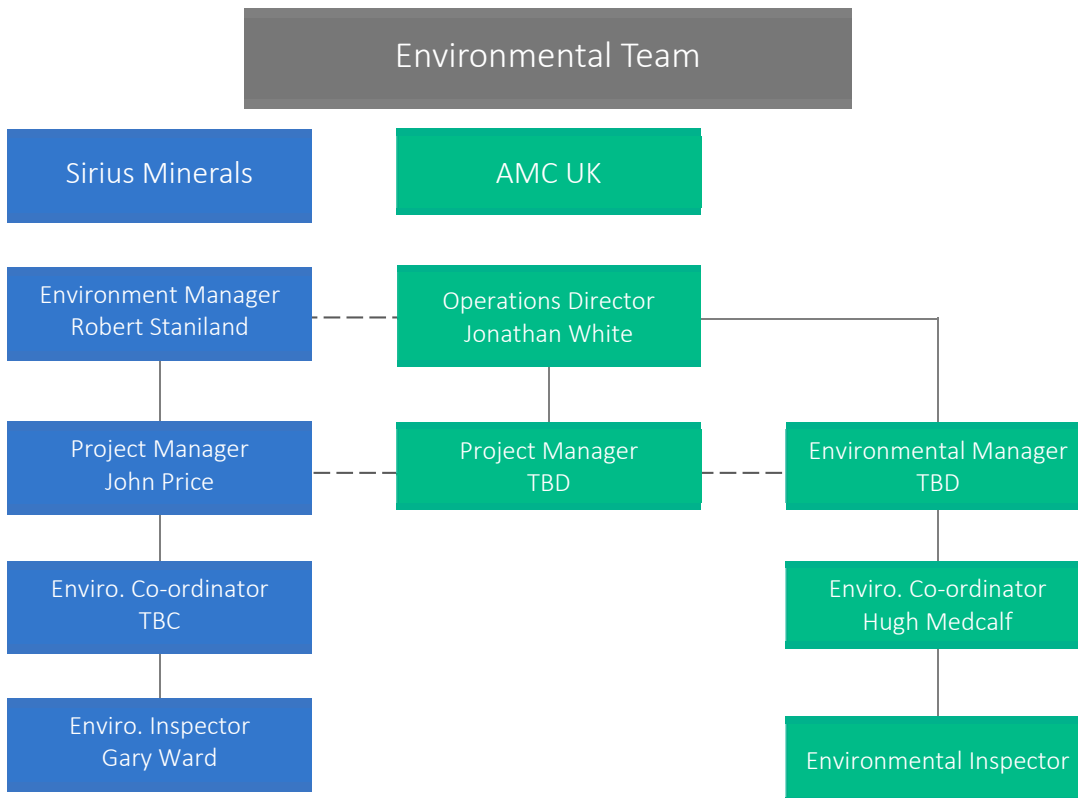 Environmental Team
Sirius Minerals
AMC UK
Environment Manager
Robert Staniland
Operations Director
Jonathan White
Project Manager
John Price
Project Manager
TBD
Environmental Manager
TBD
Enviro. Co-ordinator
TBC
Enviro. Co-ordinator
Hugh Medcalf
Enviro. Inspector
Gary Ward
Environmental Inspector